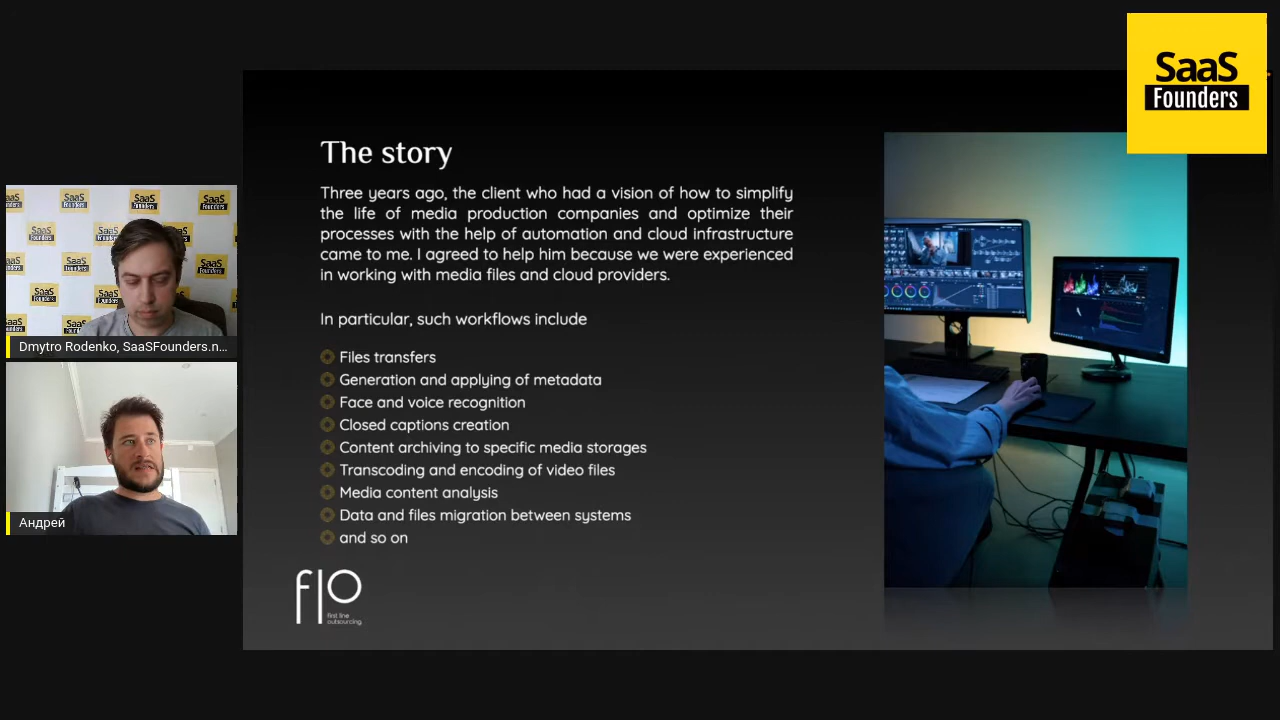 SaaS
Founders
The story
Three years ago, the client who had a vision of how to simplify
the life of media production companies and optimize their
processes with the help of automation and cloud infrastructure
came to me. I agreed to help him because we were experienced
in working with media files and cloud providers.
In particular, such workflows include
Files transfers
Generation and applying of metadata
Face and voice recognition
Closed captions creation
Content archiving to specific media storages
Transcoding and encoding of video files
Media content analysis
Data and files migration between systems
and so on
flo
first line
outsourcing
SaaS
Founders
Dmytro Rodenko, SaaSFounders.n...
Андрей